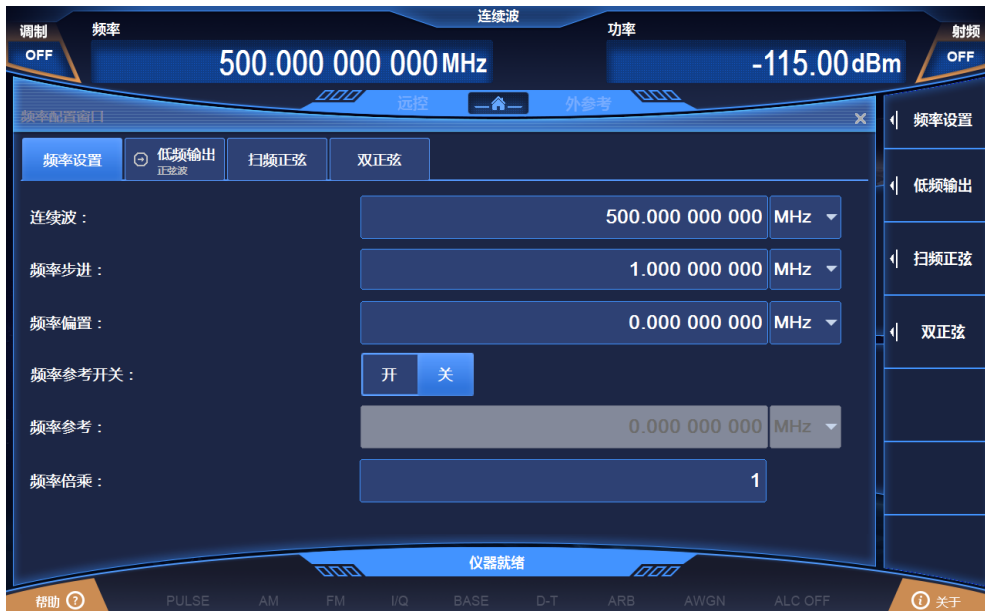 连续波
调制
频率
功率
射频
OFF
500.000 000 000 MHz
-115.00 dBm
OFF
远控
外参考
频率配置窗口
频率设置
低频输出
正弦波
扫频正弦
双正弦
连续波：
500.000 000 000 MHz
频率步进：
1.000 000 000 MHz
频率偏置：
0.000 000 000 MHz
频率参考开关：
开 关
频率参考：
0.000 000 000 MHz
频率倍乘：
1
频率设置
低频输出
扫频正弦
双正弦
仪器就绪
帮助
PULSE AM FM I/Q BASE D-T ARB AWGN ALC OFF
关于